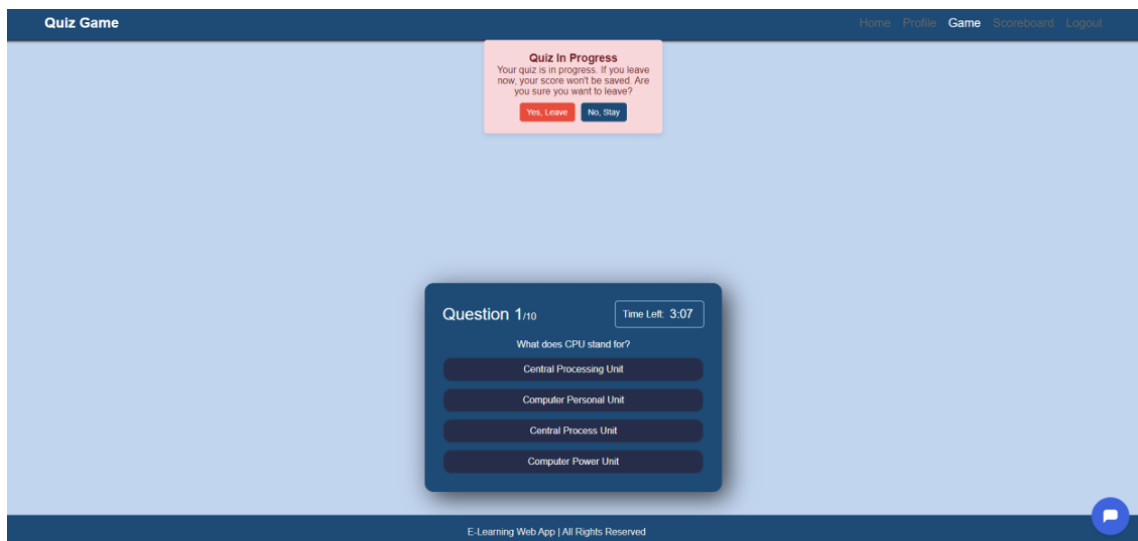 Quiz Game
Home Profile Game Scoreboard Logout
Quiz In Progress
Your quiz is in progress. If you leave
now, your score won't be saved. Are
you sure you want to leave?
Yes, Leave
No, Stay
Question 1/10
Time Left: 3:07
What does CPU stand for?
Central Processing Unit
Computer Personal Unit
Central Process Unit
Computer Power Unit
E-Learning Web App | All Rights Reserved